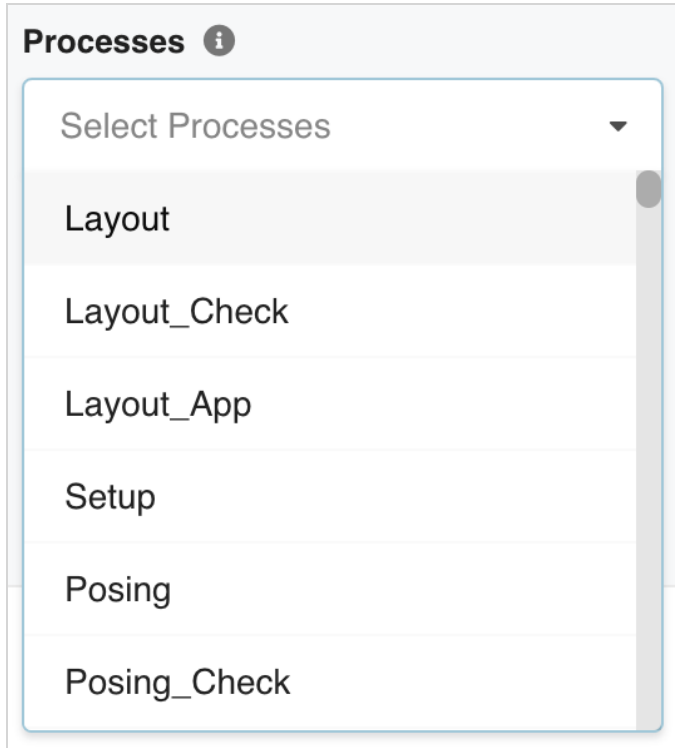 Processes
Select Processes
Layout
Layout_Check
Layout_App
Setup
Posing
Posing_Check